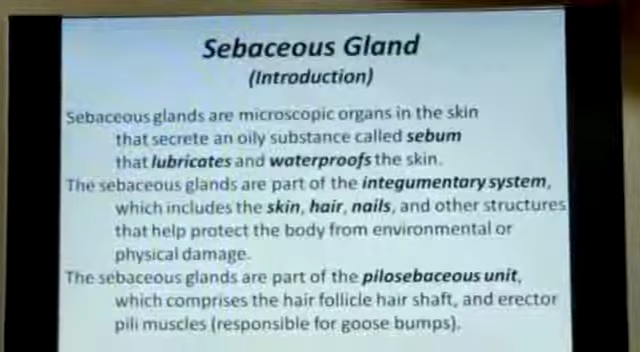 Sebaceous Gland
(Introduction)
Sebaceous glands are microscopic organs in the skin
that secrete an oily substance called sebum
that lubricates and waterproofs the skin.
The sebaceous glands are part of the integumentary system,
which includes the skin, hair, nails, and other structures
that help protect the body from environmental or
physical damage.
The sebaceous glands are part of the pilosebaceous unit,
which comprises the hair follicle hair shaft, and erector
pili muscles (responsible for goose bumps).